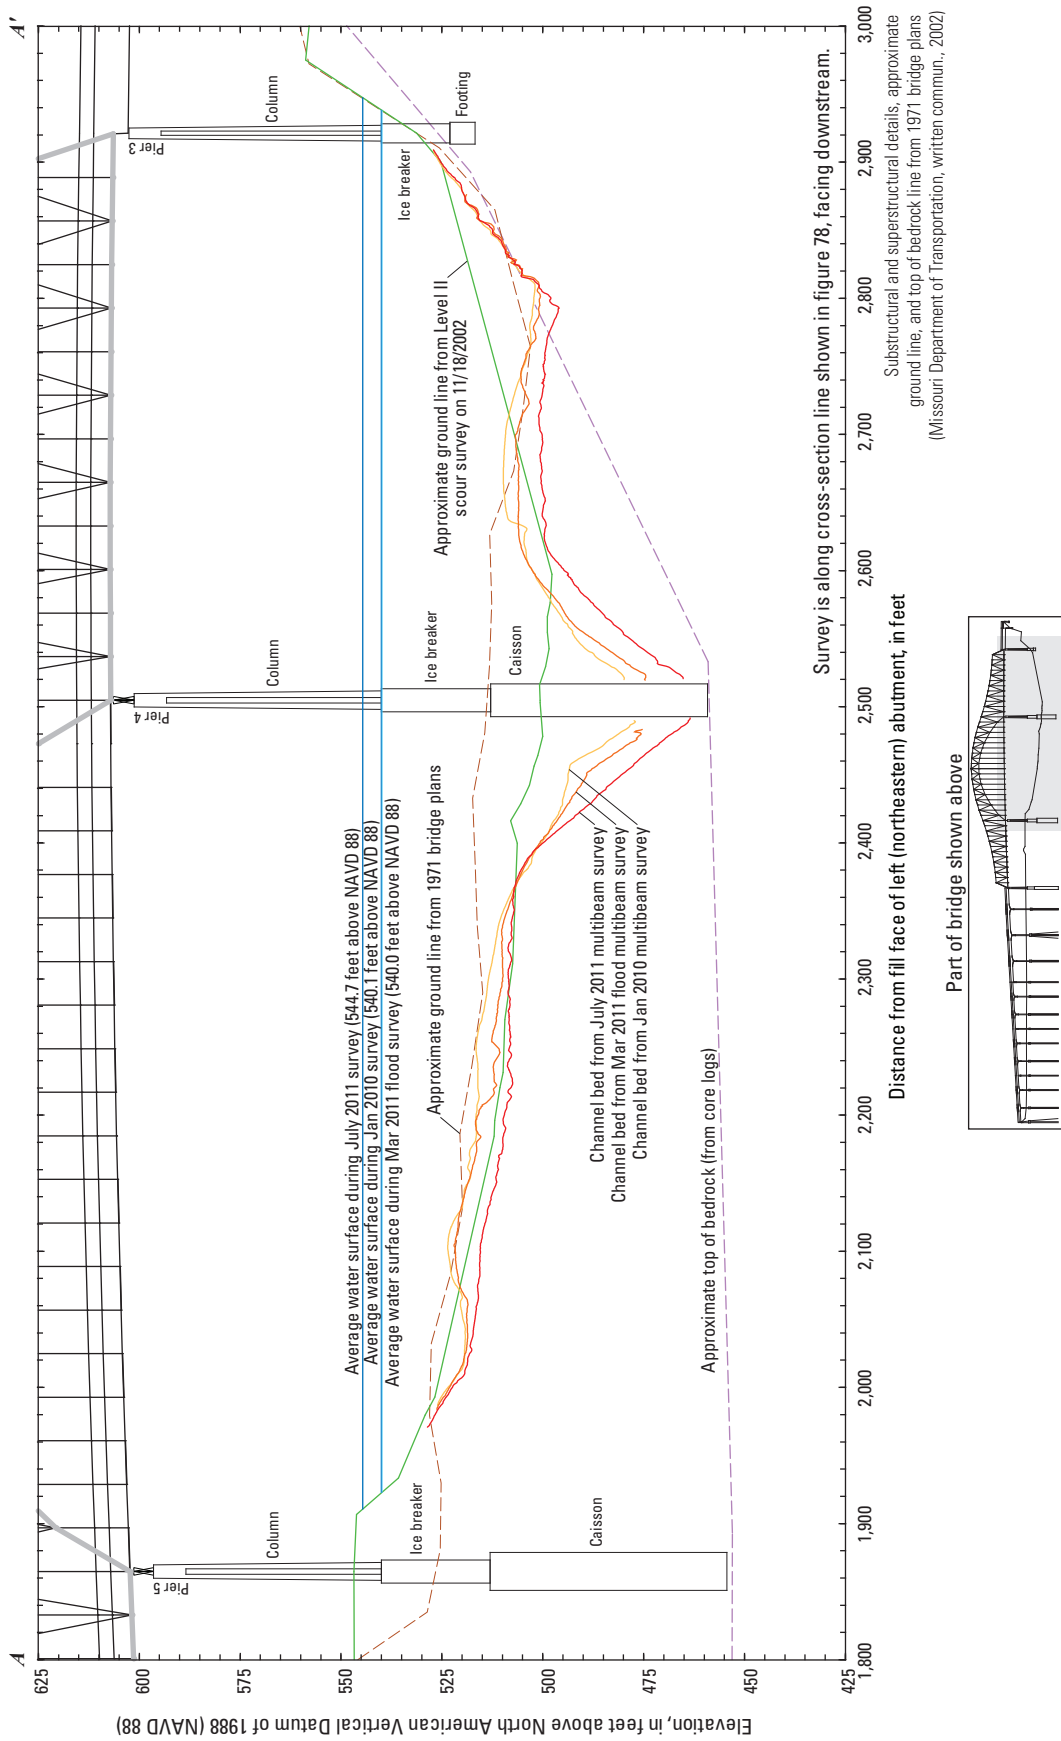 A
A'
Elevation, in feet above North American Vertical Datum of 1988 (NAVD 88)
625
600
575
550
525
500
475
450
425
Pier 5
Column
Ice breaker
Caisson
Average water surface during July 2011 survey (544.7 feet above NAVD 88)
Average water surface during Jan 2010 survey (540.1 feet above NAVD 88)
Average water surface during Mar 2011 flood survey (540.0 feet above NAVD 88)
Approximate ground line from 1971 bridge plans
Channel bed from July 2011 multibeam survey
Channel bed from Mar 2011 flood multibeam survey
Channel bed from Jan 2010 multibeam survey
Approximate top of bedrock (from core logs)
Pier 4
Column
Ice breaker
Caisson
Approximate ground line from Level II
scour survey on 11/18/2002
Pier 3
Column
Ice breaker
Footing
1,800
1,900
2,000
2,100
2,200
2,300
2,400
2,500
2,600
2,700
2,800
2,900
3,000
Distance from fill face of left (northeastern) abutment, in feet
Survey is along cross-section line shown in figure 78, facing downstream.
Substructural and superstructural details, approximate
ground line, and top of bedrock line from 1971 bridge plans
(Missouri Department of Transportation, written commun., 2002)
Part of bridge shown above